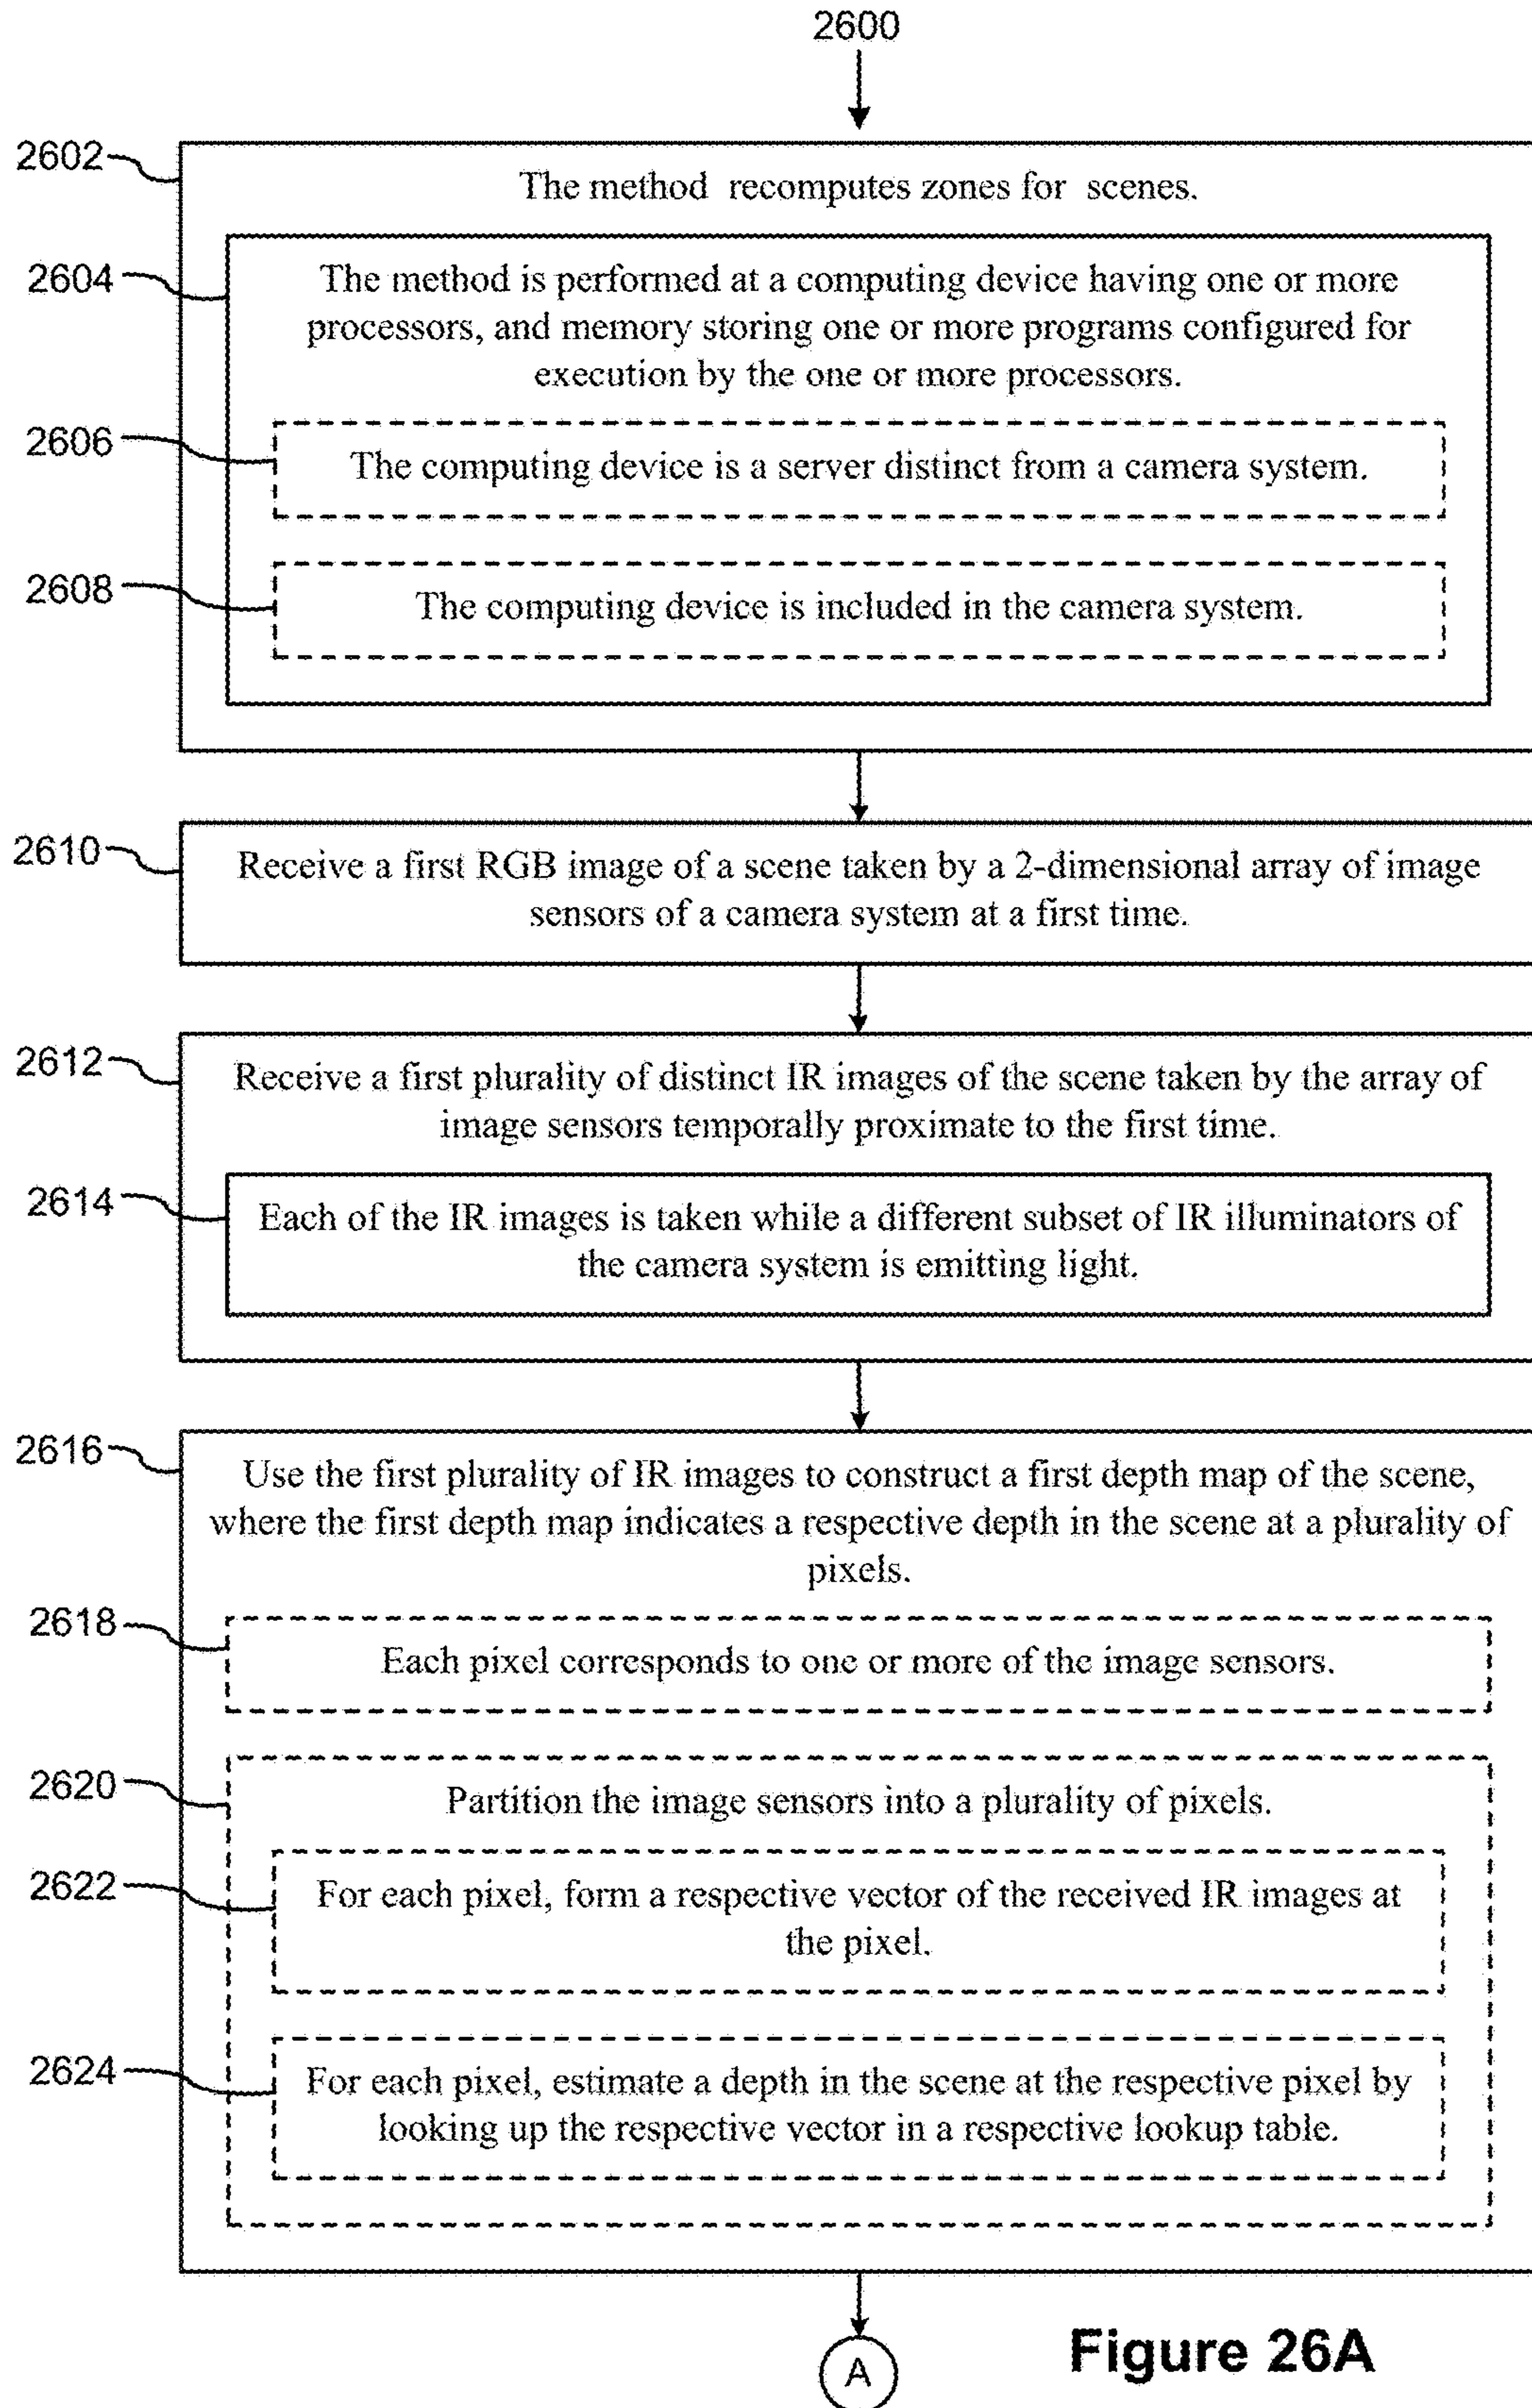 2600
2602
The method recomputes zones for scenes.
2604
The method is performed at a computing device having one or more
processors, and memory storing one or more programs configured for
execution by the one or more processors.
2606
The computing device is a server distinct from a camera system.
2608
The computing device is included in the camera system.
2610
Receive a first RGB image of a scene taken by a 2-dimensional array of image
sensors of a camera system at a first time.
2612
Receive a first plurality of distinct IR images of the scene taken by the array of
image sensors temporally proximate to the first time.
2614
Each of the IR images is taken while a different subset of IR illuminators of
the camera system is emitting light.
2616
Use the first plurality of IR images to construct a first depth map of the scene,
where the first depth map indicates a respective depth in the scene at a plurality of
pixels.
2618
Each pixel corresponds to one or more of the image sensors.
2620
Partition the image sensors into a plurality of pixels.
2622
For each pixel, form a respective vector of the received IR images at
the pixel.
2624
For each pixel, estimate a depth in the scene at the respective pixel by
looking up the respective vector in a respective lookup table.
A
Figure 26A